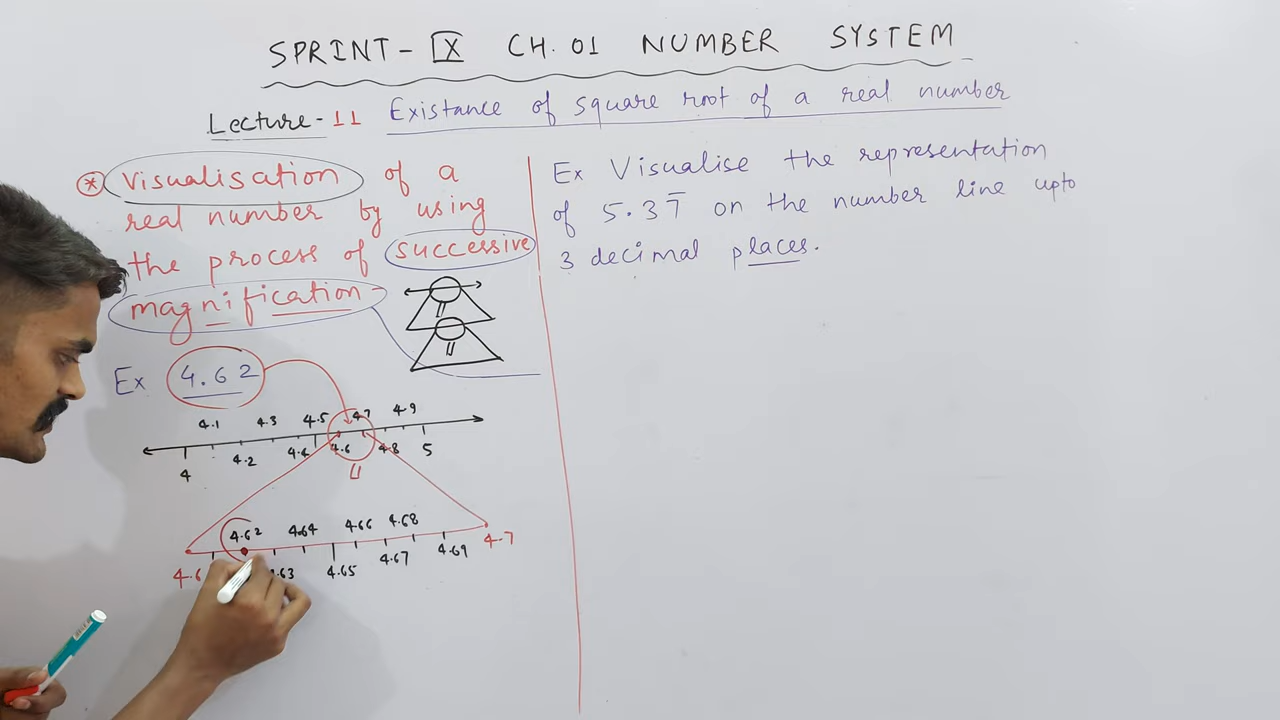 SPRINT-IX CH.01 NUMBER SYSTEM
Lecture-11 Existance of square root of a real number
* visualisation of a
real number by using
the process of successive
magnification-
Ex 4.62
4.1 4.3 4.5 4.7 4.9
4 4.2 4.4 4.6 4.8 5
4.62 4.64 4.66 4.68
4.6 4.65 4.67 4.69 4.7
Ex Visualise the representation
of 5.37̅ on the number line upto
3 decimal places.